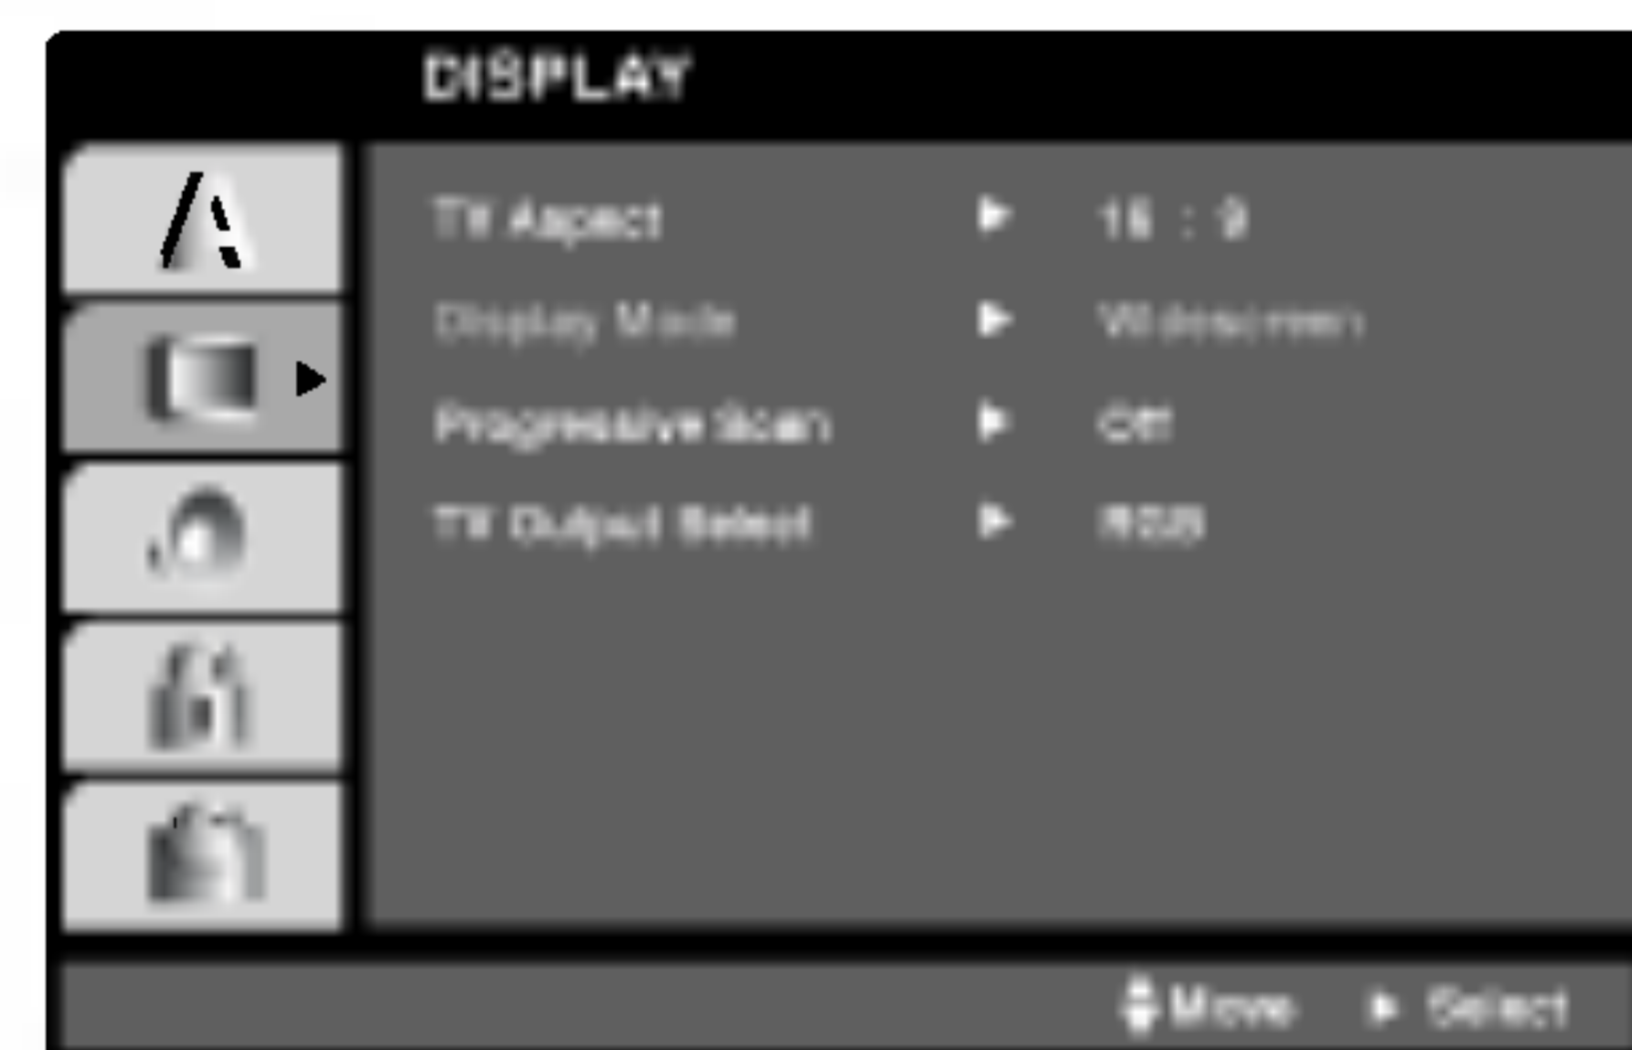 DISPLAY
TV Aspect ► 16 : 9
Display Mode ► Widescreen
Progressive Scan ► Off
TV Output Select ► RGB
Move ► Select